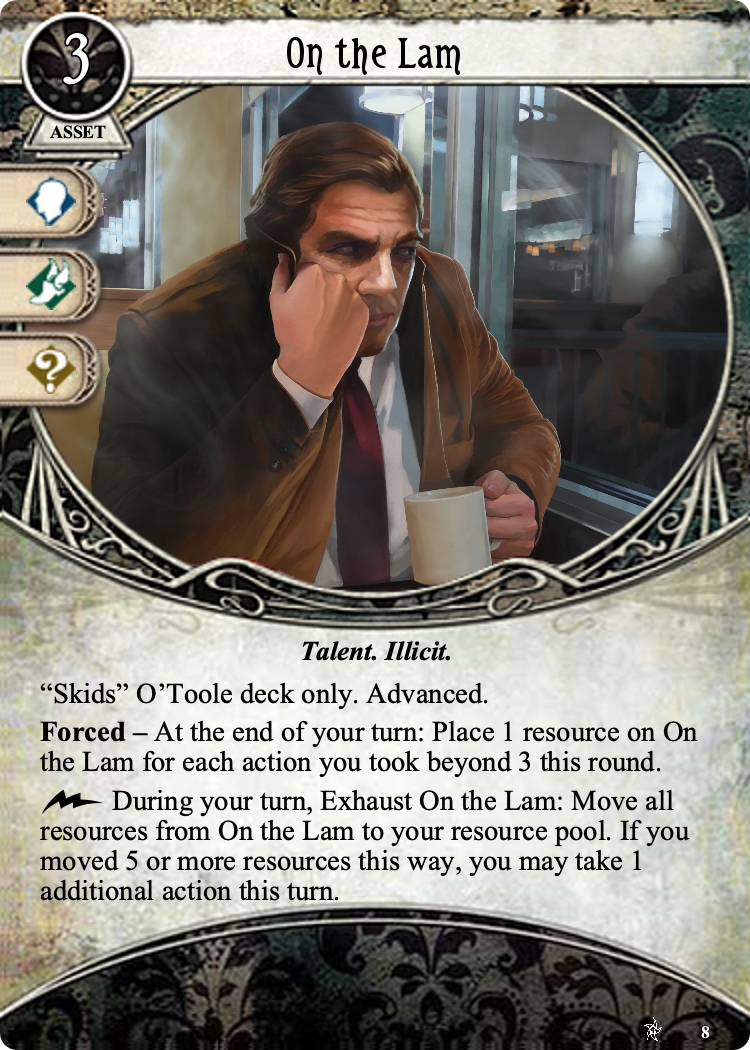 3
On the Lam
ASSET
?
Talent. Illicit.
“Skids” O’Toole deck only. Advanced.
Forced – At the end of your turn: Place 1 resource on On
the Lam for each action you took beyond 3 this round.
During your turn, Exhaust On the Lam: Move all
resources from On the Lam to your resource pool. If you
moved 5 or more resources this way, you may take 1
additional action this turn.
8